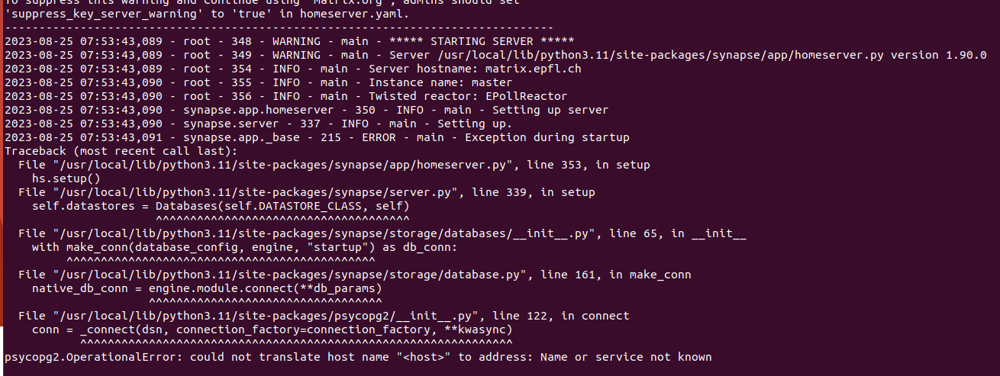 To suppress this warning and continue using 'matrix.org', admins should set
'suppress_key_server_warning' to 'true' in homeserver.yaml.
--------------------------------------------------------------------------------
2023-08-25 07:53:43,089 - root - 348 - WARNING - main - ***** STARTING SERVER *****
2023-08-25 07:53:43,089 - root - 349 - WARNING - main - Server /usr/local/lib/python3.11/site-packages/synapse/app/homeserver.py version 1.90.0
2023-08-25 07:53:43,089 - root - 354 - INFO - main - Server hostname: matrix.epfl.ch
2023-08-25 07:53:43,090 - root - 355 - INFO - main - Instance name: master
2023-08-25 07:53:43,090 - root - 356 - INFO - main - Twisted reactor: EPollReactor
2023-08-25 07:53:43,090 - synapse.app.homeserver - 350 - INFO - main - Setting up server
2023-08-25 07:53:43,090 - synapse.server - 337 - INFO - main - Setting up.
2023-08-25 07:53:43,091 - synapse.app._base - 215 - ERROR - main - Exception during startup
Traceback (most recent call last):
  File "/usr/local/lib/python3.11/site-packages/synapse/app/homeserver.py", line 353, in setup
    hs.setup()
  File "/usr/local/lib/python3.11/site-packages/synapse/server.py", line 339, in setup
    self.datastores = Databases(self.DATASTORE_CLASS, self)
                      ^^^^^^^^^^^^^^^^^^^^^^^^^^^^^^^^^^^^^
  File "/usr/local/lib/python3.11/site-packages/synapse/storage/databases/__init__.py", line 65, in __init__
    with make_conn(database_config, engine, "startup") as db_conn:
         ^^^^^^^^^^^^^^^^^^^^^^^^^^^^^^^^^^^^^^^^^^^^^
  File "/usr/local/lib/python3.11/site-packages/synapse/storage/database.py", line 161, in make_conn
    native_db_conn = engine.module.connect(**db_params)
                     ^^^^^^^^^^^^^^^^^^^^^^^^^^^^^^^^^^
  File "/usr/local/lib/python3.11/site-packages/psycopg2/__init__.py", line 122, in connect
    conn = _connect(dsn, connection_factory=connection_factory, **kwasync)
           ^^^^^^^^^^^^^^^^^^^^^^^^^^^^^^^^^^^^^^^^^^^^^^^^^^^^^^^^^^^^^^^
psycopg2.OperationalError: could not translate host name "<host>" to address: Name or service not known